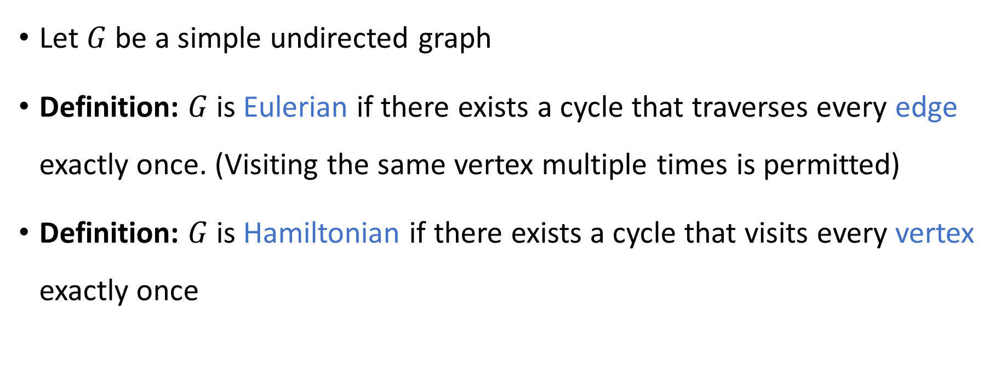 • Let 𝐺 be a simple undirected graph
• Definition: 𝐺 is Eulerian if there exists a cycle that traverses every edge
exactly once. (Visiting the same vertex multiple times is permitted)
• Definition: 𝐺 is Hamiltonian if there exists a cycle that visits every vertex
exactly once